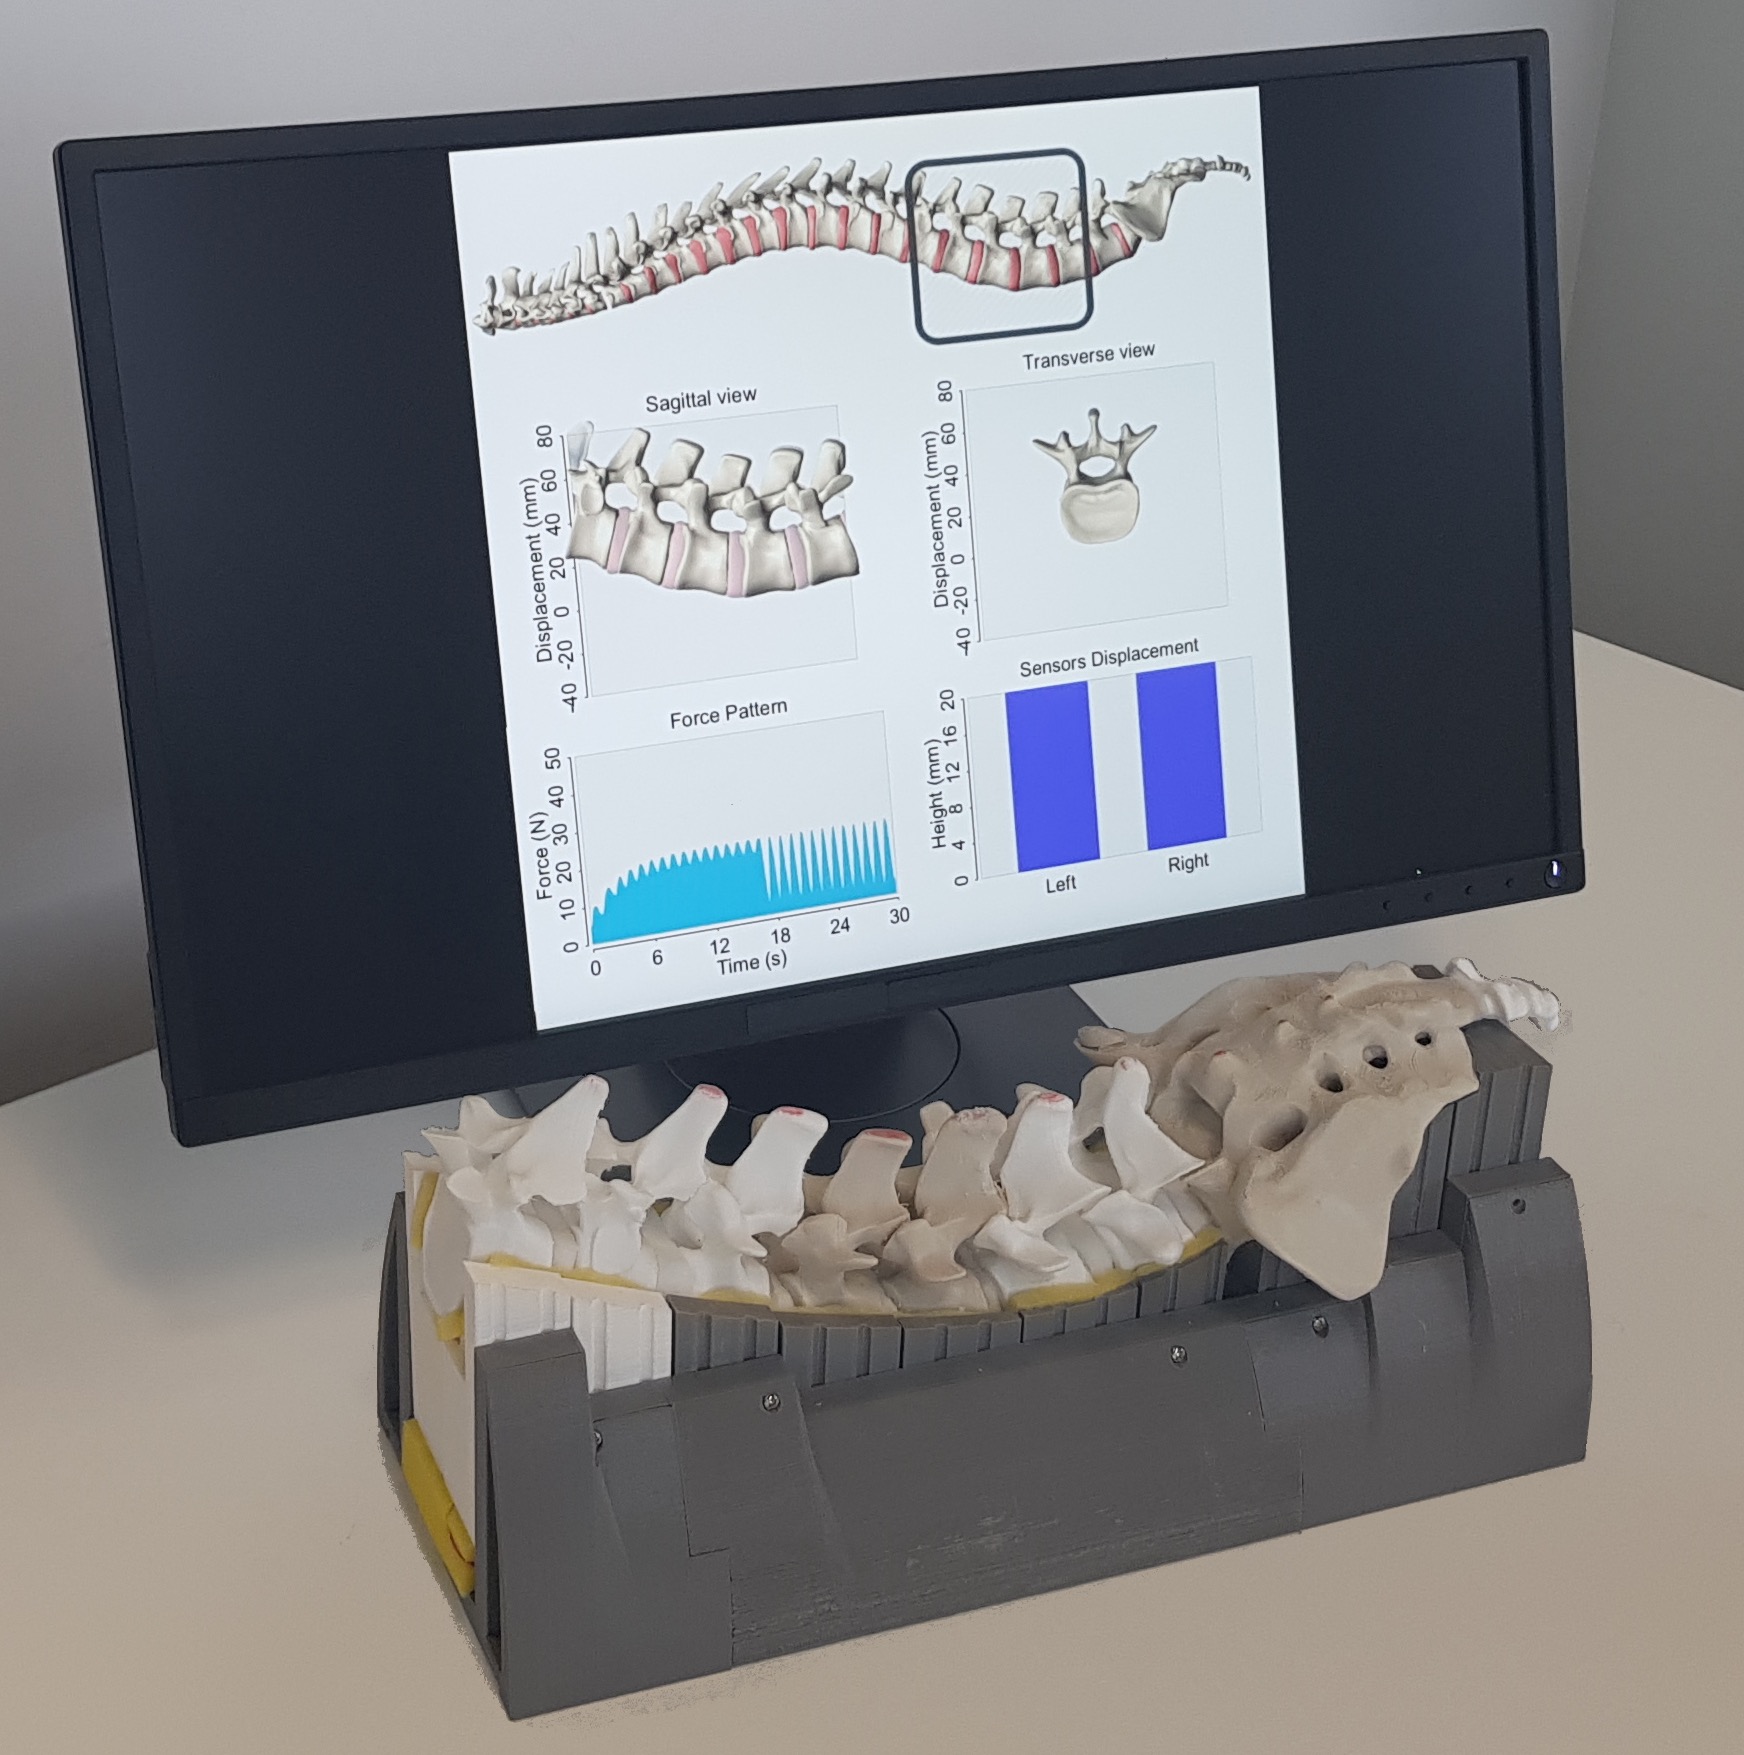 Sagittal view
Displacement (mm)
80
60
40
20
0
-20
-40
Transverse view
Displacement (mm)
80
60
40
20
0
-20
-40
Force Pattern
Force (N)
50
40
30
20
10
0
0 6 12 18 24 30
Time (s)
Sensors Displacement
Height (mm)
20
16
12
8
4
0
Left Right